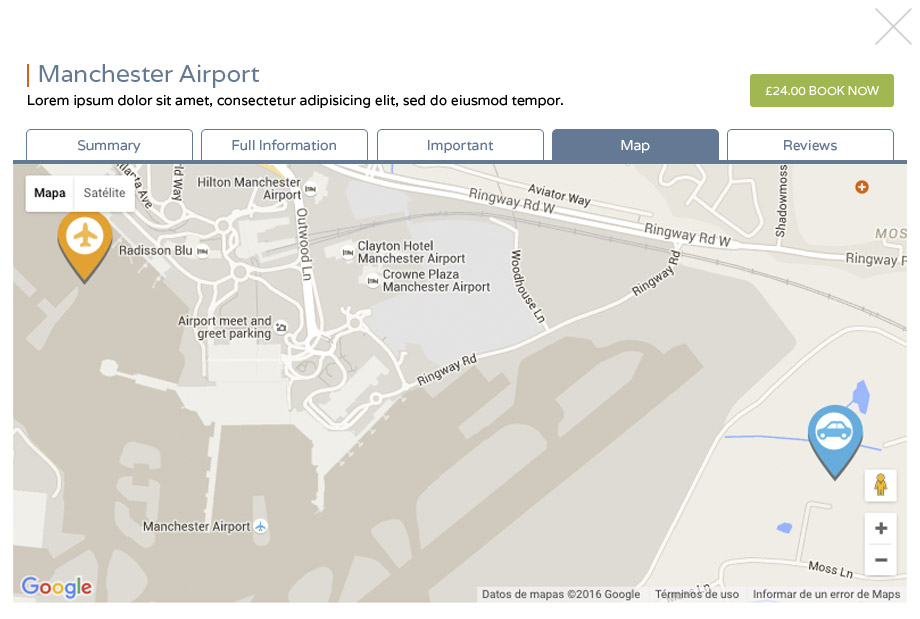 Manchester Airport
Lorem ipsum dolor sit amet, consectetur adipisicing elit, sed do eiusmod tempor.
£24.00 BOOK NOW
Summary
Full Information
Important
Map
Reviews
Mapa
Satélite
Hilton Manchester
Airport
Ringway Rd W
Aviator Way
Shadowmoss
Ringway Rd W
MOS
Ringway R
Outwood Ln
Radisson Blu
Clayton Hotel
Manchester Airport
Crowne Plaza
Manchester Airport
Woodhouse Ln
Ringway Rd
Airport meet and
greet parking
Ringway Rd
Manchester Airport
Moss Ln
Google
Datos de mapas ©2016 Google
Términos de uso
Informar de un error de Maps